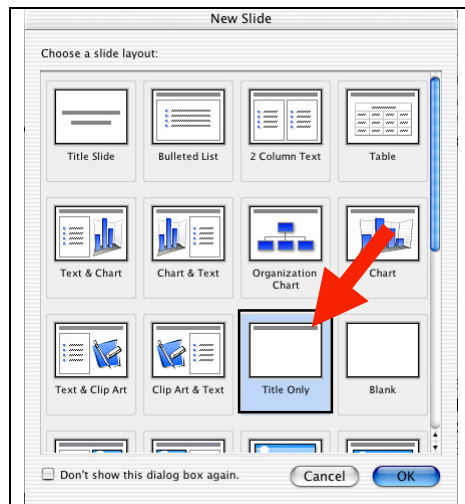 New Slide
Choose a slide layout:
Title Slide
Bulleted List
2 Column Text
Table
Text & Chart
Chart & Text
Organization
Chart
Chart
Text & Clip Art
Clip Art & Text
Title Only
Blank
Don't show this dialog box again.
Cancel
OK